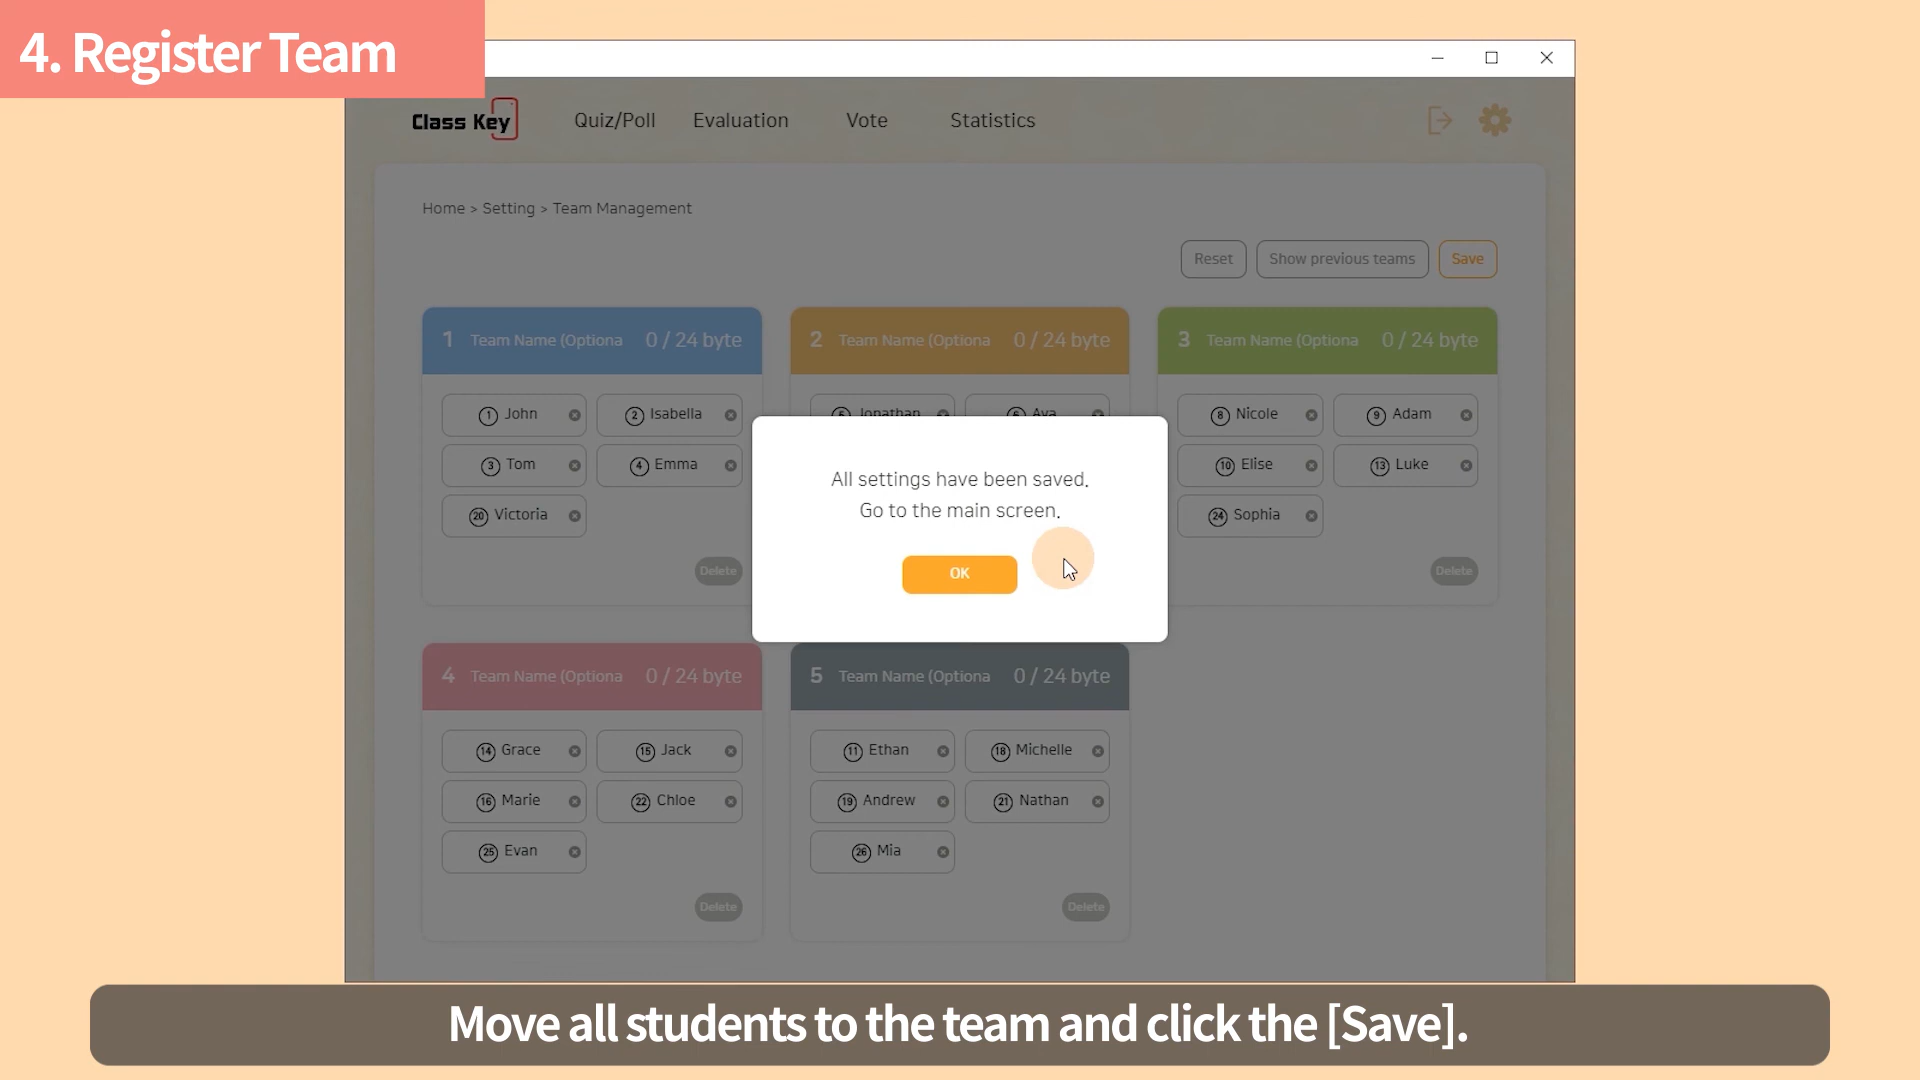 4. Register Team
Class Key
Quiz/Poll
Evaluation
Vote
Statistics
Home > Setting > Team Management
Reset
Show previous teams
Save
1 Team Name (Optiona 0 / 24 byte
2 Team Name (Optiona 0 / 24 byte
3 Team Name (Optiona 0 / 24 byte
1 John
2 Isabella
3 Tom
4 Emma
20 Victoria
Delete
5 Jonathan
6 Ava
8 Nicole
9 Adam
10 Elise
13 Luke
24 Sophia
Delete
All settings have been saved.
Go to the main screen.
OK
4 Team Name (Optiona 0 / 24 byte
5 Team Name (Optiona 0 / 24 byte
14 Grace
15 Jack
16 Marie
22 Chloe
25 Evan
Delete
11 Ethan
18 Michelle
19 Andrew
21 Nathan
26 Mia
Delete
Move all students to the team and click the [Save].